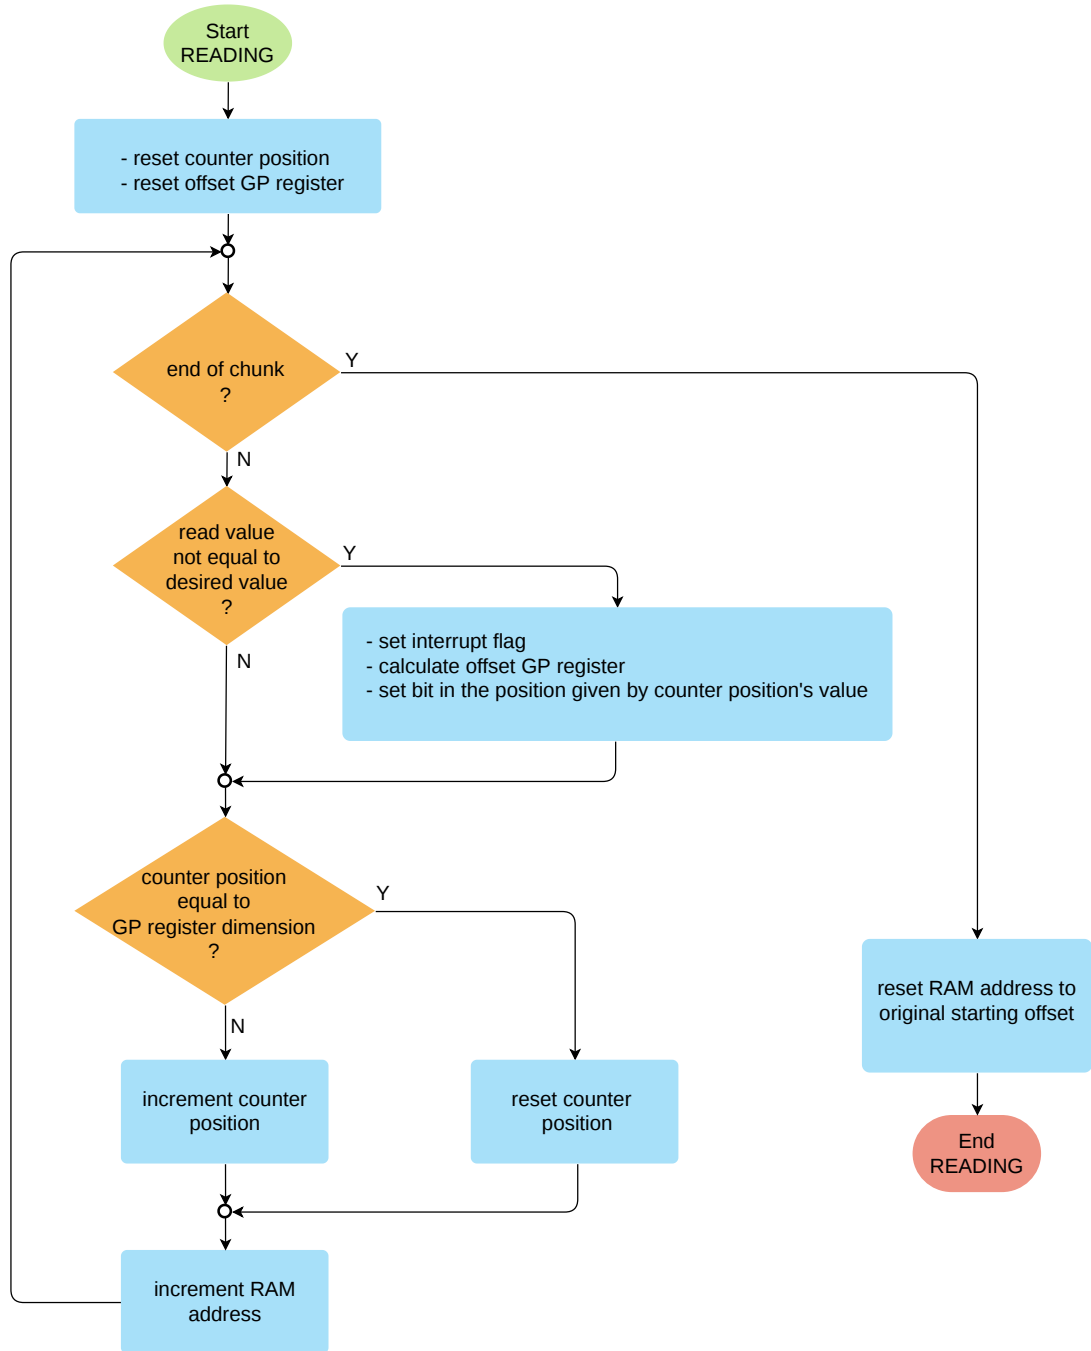 Start
READING
- reset counter position
- reset offset GP register
end of chunk
?
Y
N
read value
not equal to
desired value
?
Y
N
- set interrupt flag
- calculate offset GP register
- set bit in the position given by counter position's value
counter position
equal to
GP register dimension
?
Y
N
increment counter
position
reset counter
position
increment RAM
address
reset RAM address to
original starting offset
End
READING